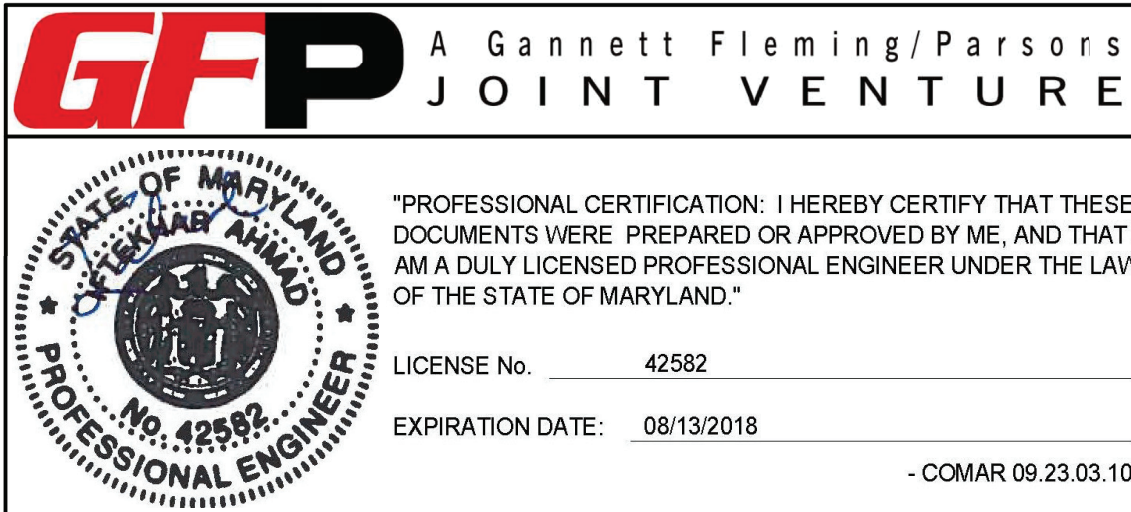 GFP
A Gannett Fleming/Parsons
JOINT VENTURE
STATE OF MARYLAND
IFTEKHAR AHMAD
No. 42582
PROFESSIONAL ENGINEER
"PROFESSIONAL CERTIFICATION: I HEREBY CERTIFY THAT THESE
DOCUMENTS WERE PREPARED OR APPROVED BY ME, AND THAT
AM A DULY LICENSED PROFESSIONAL ENGINEER UNDER THE LAW
OF THE STATE OF MARYLAND."
LICENSE No. 42582
EXPIRATION DATE: 08/13/2018
- COMAR 09.23.03.10